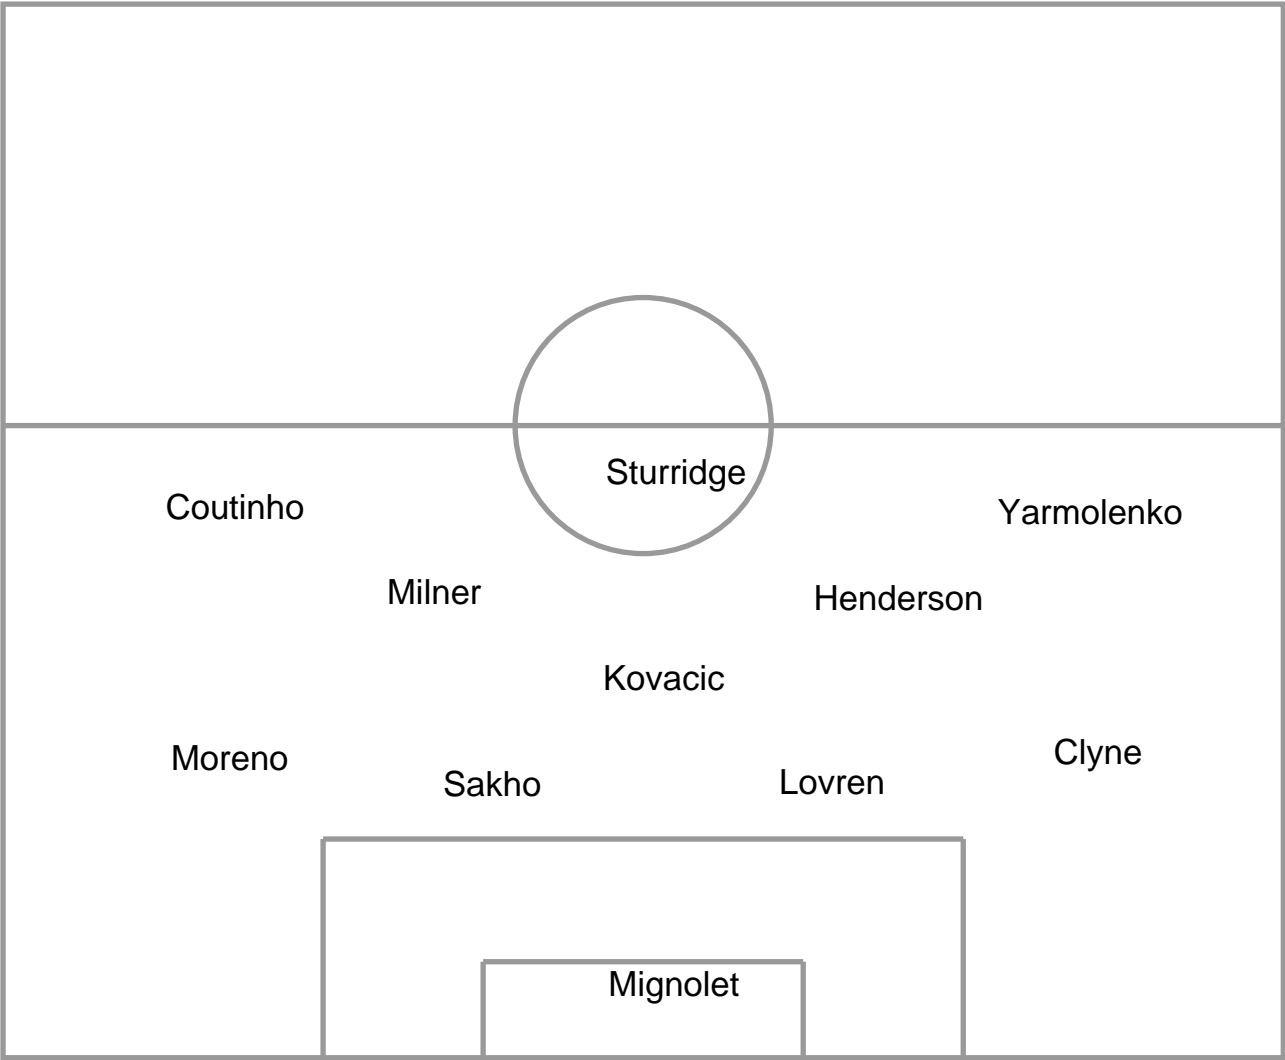 Sturridge
Coutinho
Yarmolenko
Milner
Henderson
Kovacic
Moreno
Clyne
Sakho
Lovren
Mignolet